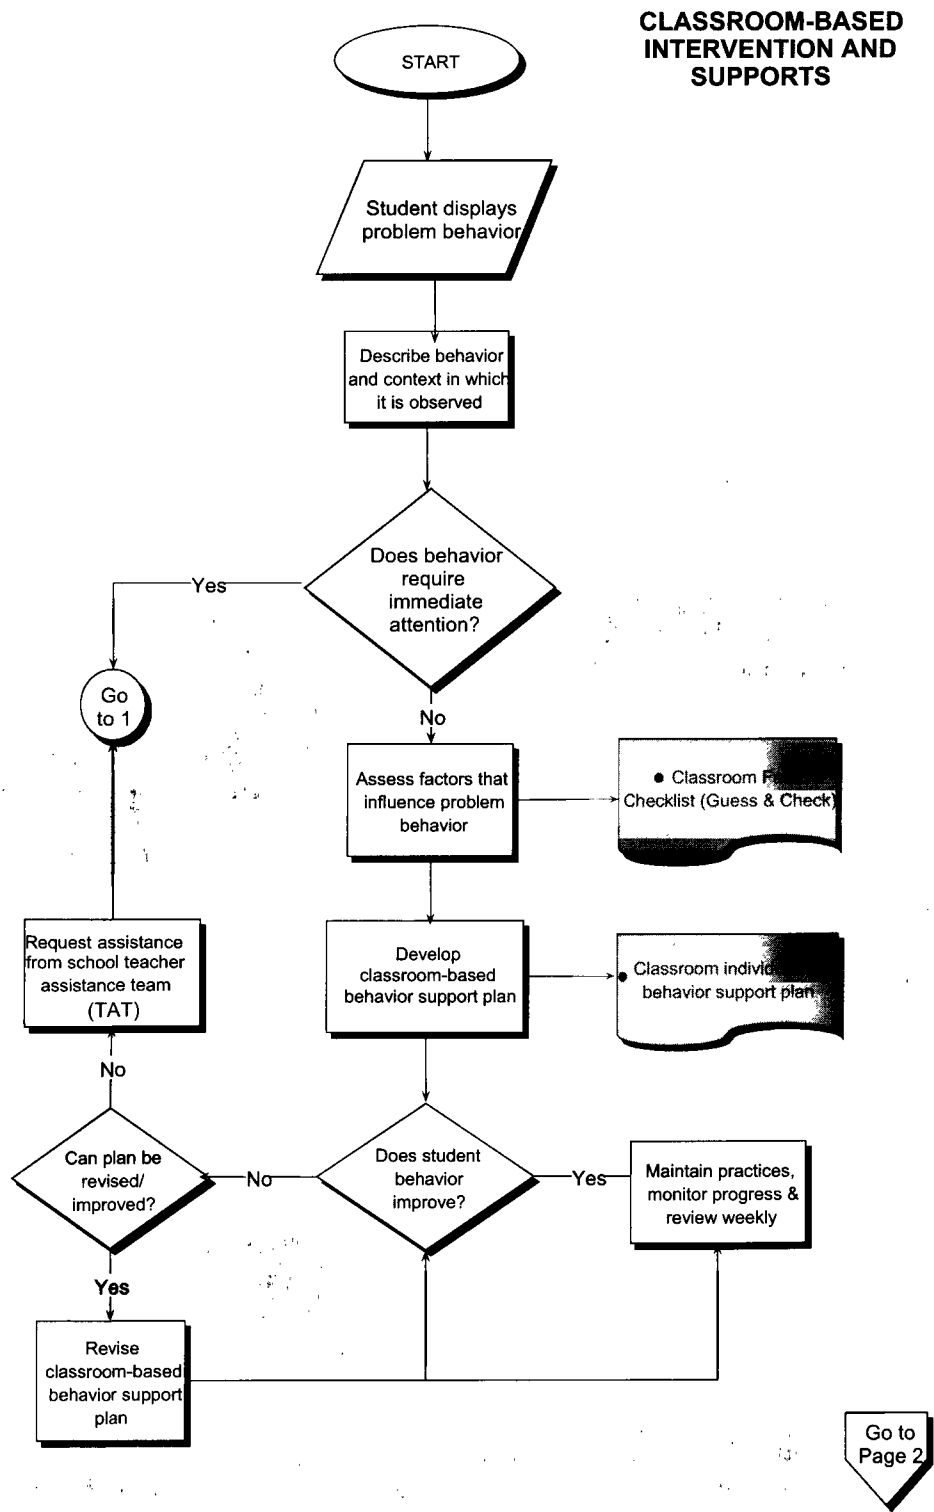 CLASSROOM-BASED
INTERVENTION AND
SUPPORTS
START
Student displays
problem behavior
Describe behavior
and context in which
it is observed
Does behavior
require
immediate
attention?
Yes
Go
to 1
No
Assess factors that
influence problem
behavior
Classroom
Checklist (Guess & Check)
Request assistance
from school teacher
assistance team
(TAT)
Develop
classroom-based
behavior support plan
Classroom
behavior support plan
No
Can plan be
revised/
improved?
No
Does student
behavior
improve?
Yes
Maintain practices,
monitor progress &
review weekly
Yes
Revise
classroom-based
behavior support
plan
Go to
Page 2